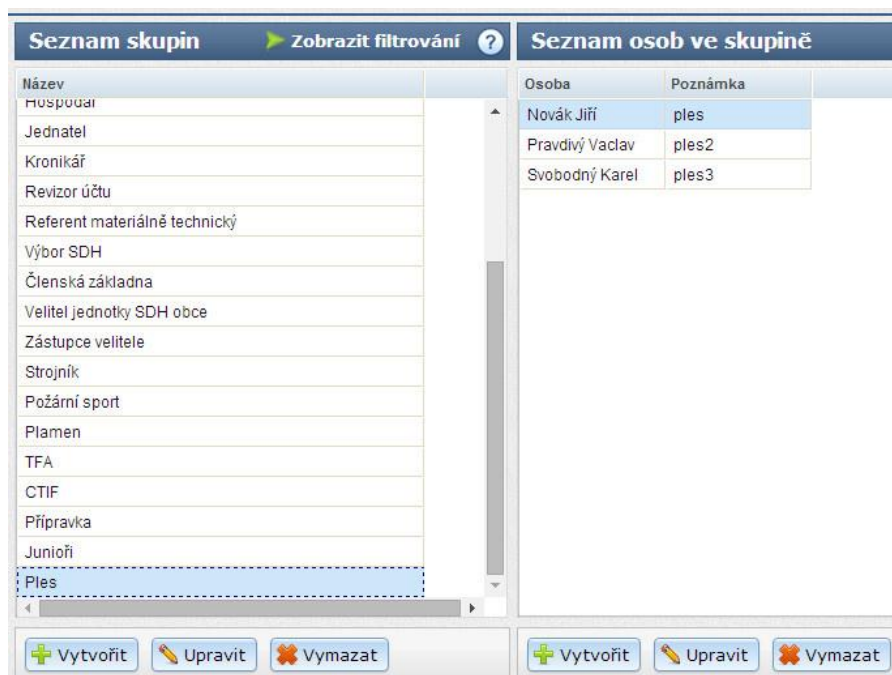 Seznam skupin Zobrazit filtrování ?
Název
Hospodář
Jednatel
Kronikář
Revizor účtu
Referent materiálně technický
Výbor SDH
Členská základna
Velitel jednotky SDH obce
Zástupce velitele
Strojník
Požární sport
Plamen
TFA
CTIF
Přípravka
Junioři
Ples
Vytvořit Upravit Vymazat
Seznam osob ve skupině
Osoba Poznámka
Novák Jiří ples
Pravdivý Vaclav ples2
Svobodný Karel ples3
Vytvořit Upravit Vymazat